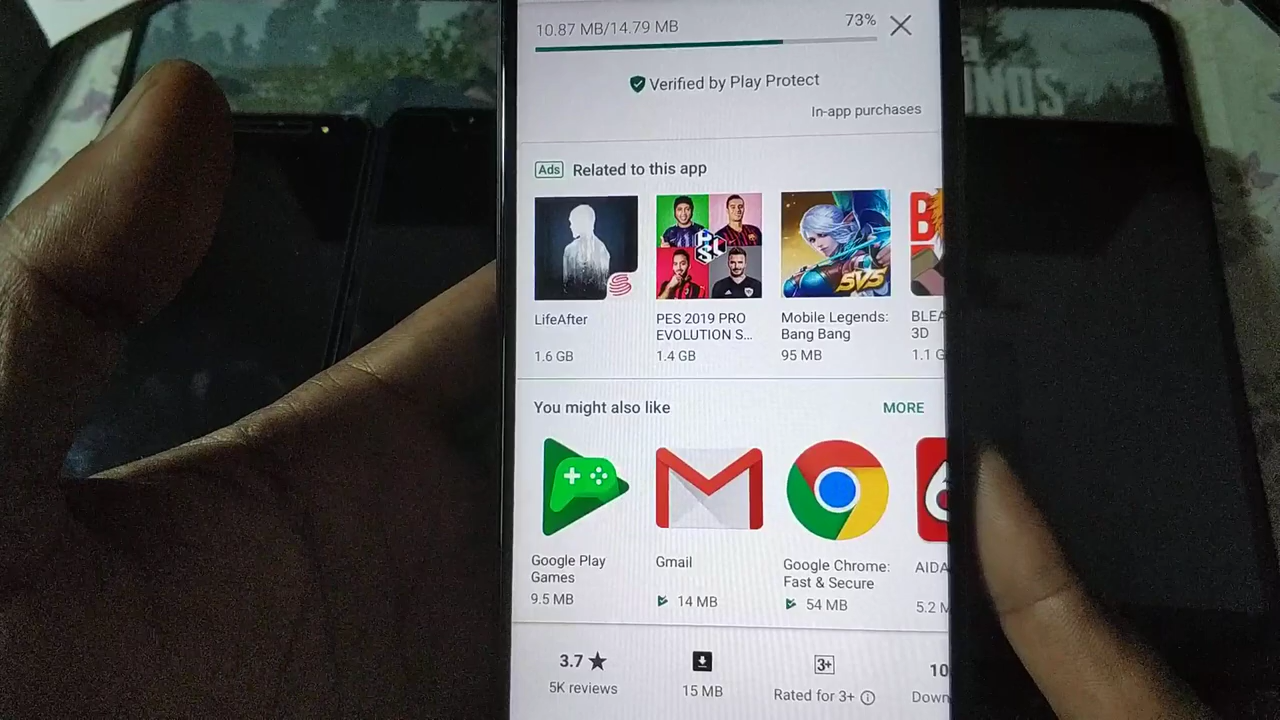 10.87 MB/14.79 MB
73%
Verified by Play Protect
In-app purchases
Ads Related to this app
LifeAfter
1.6 GB
PES 2019 PRO
EVOLUTION S...
1.4 GB
5V5
Mobile Legends:
Bang Bang
95 MB
B
BLEA
3D
1.1 G
You might also like
MORE
Google Play
Games
9.5 MB
Gmail
14 MB
Google Chrome:
Fast & Secure
54 MB
AIDA
5.2 M
3.7 ★
5K reviews
15 MB
3+
Rated for 3+
10
Down
NDS